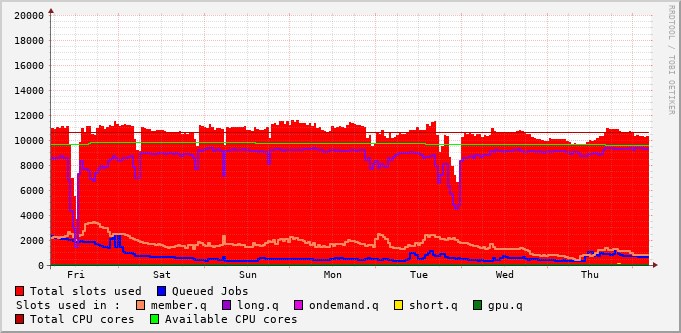 20000
18000
16000
14000
12000
10000
8000
6000
4000
2000
0
Fri Sat Sun Mon Tue Wed Thu
Total slots used Queued Jobs
Slots used in : member.q long.q ondemand.q short.q gpu.q
Total CPU cores Available CPU cores
RRDTOOL / TOBI OETIKER